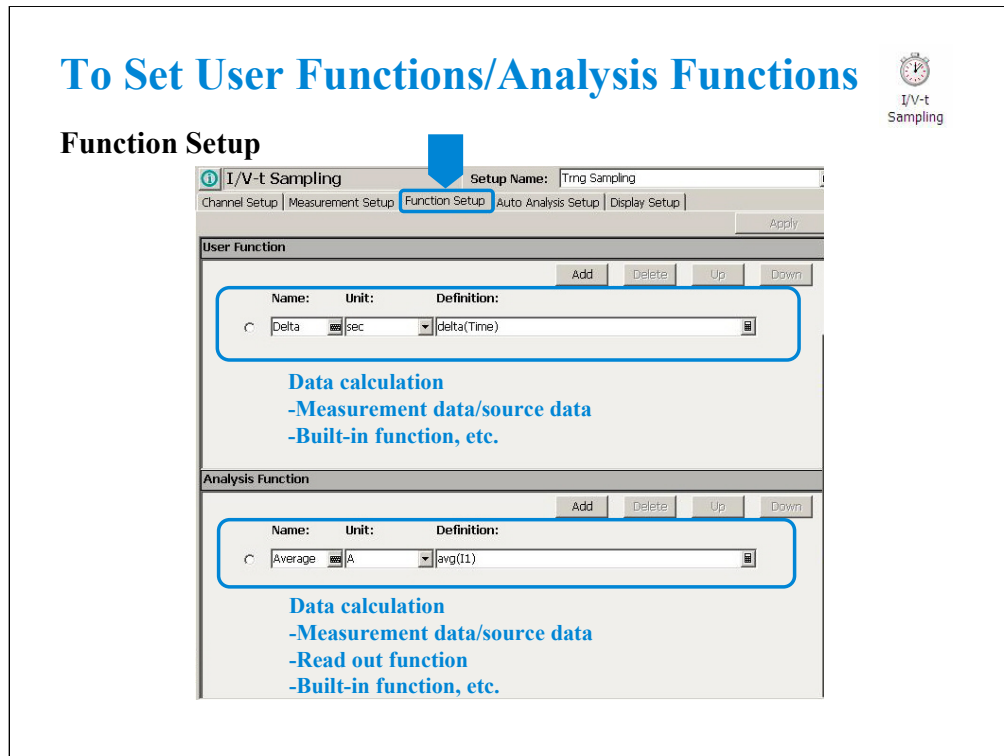 To Set User Functions/Analysis Functions
I/V-t
Sampling
Function Setup
I/V-t Sampling
Setup Name: Trng Sampling
Channel Setup Measurement Setup Function Setup Auto Analysis Setup Display Setup
Apply
User Function
Add Delete Up Down
Name: Unit: Definition:
Delta sec delta(Time)
Data calculation
-Measurement data/source data
-Built-in function, etc.
Analysis Function
Add Delete Up Down
Name: Unit: Definition:
Average A avg(I1)
Data calculation
-Measurement data/source data
-Read out function
-Built-in function, etc.